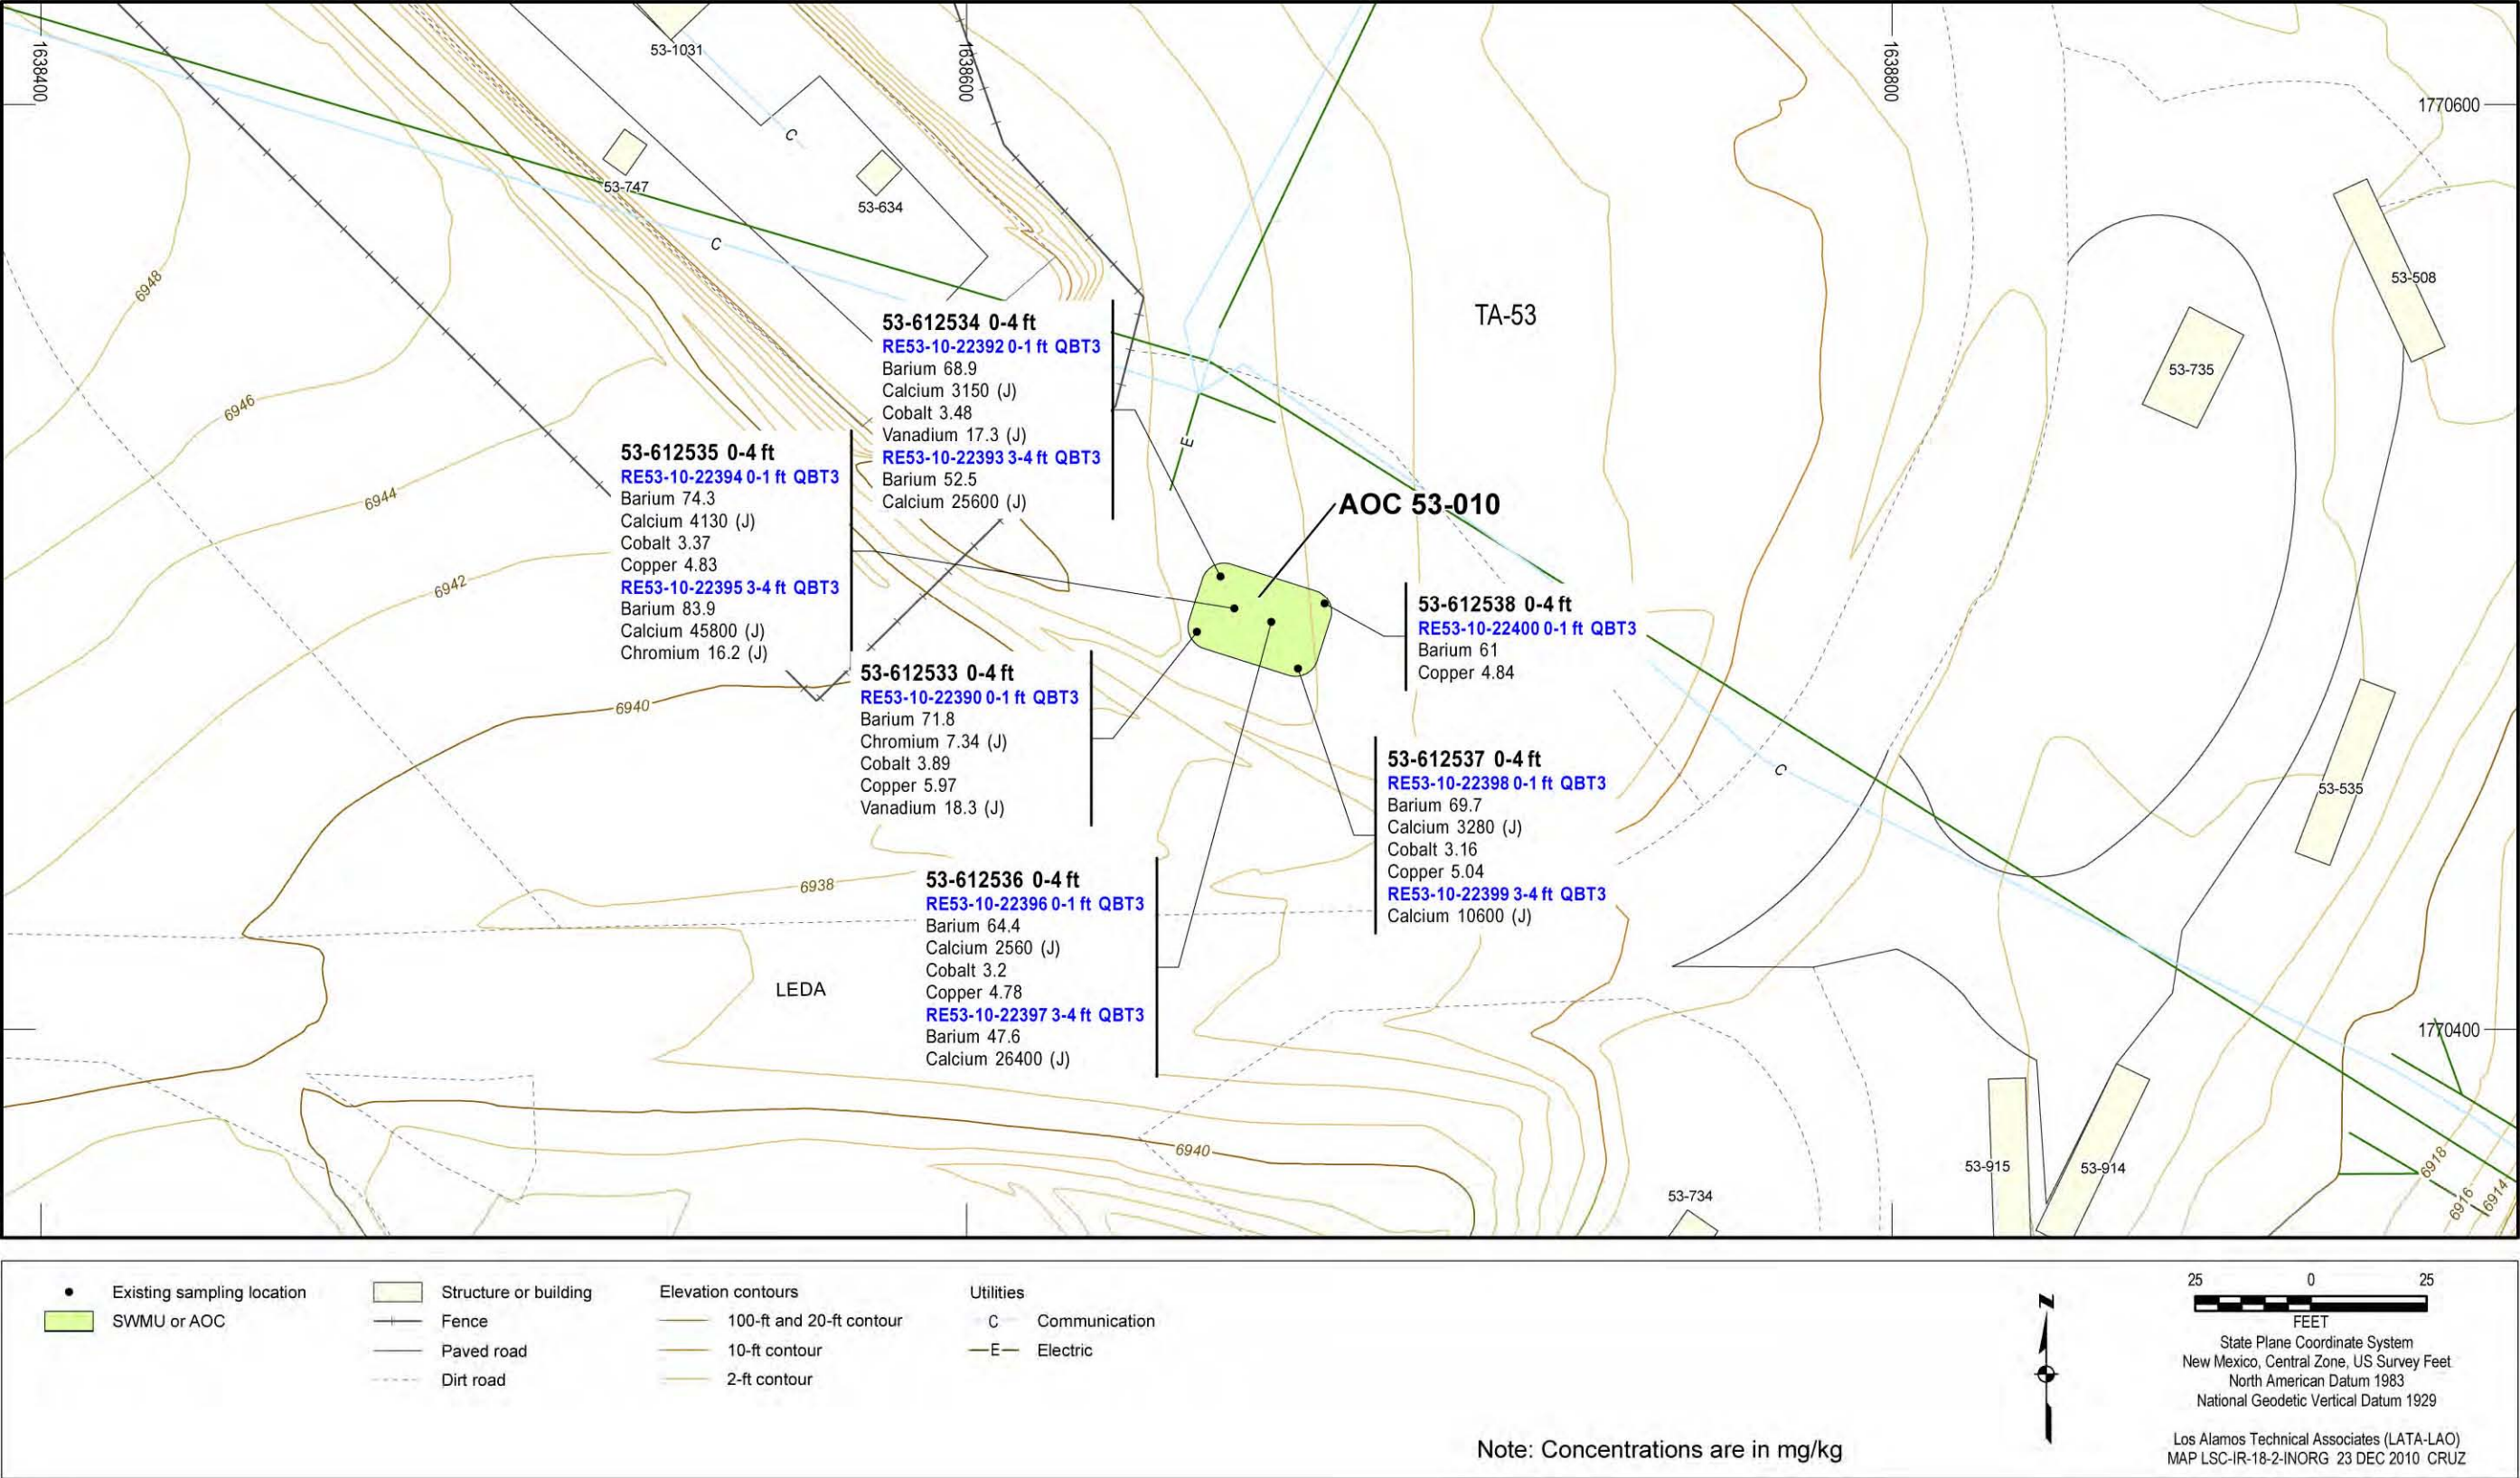 1638400
1638600
1638800
1770600
1770400
53-1031
C
53-747
53-634
C
6948
6946
6944
6942
6940
6938
6940
TA-53
53-508
53-735
53-535
53-915
53-914
53-734
6918
6916
6914
E
C
LEDA
AOC 53-010
53-612534 0-4 ft
RE53-10-22392 0-1 ft QBT3
Barium 68.9
Calcium 3150 (J)
Cobalt 3.48
Vanadium 17.3 (J)
RE53-10-22393 3-4 ft QBT3
Barium 52.5
Calcium 25600 (J)
53-612535 0-4 ft
RE53-10-22394 0-1 ft QBT3
Barium 74.3
Calcium 4130 (J)
Cobalt 3.37
Copper 4.83
RE53-10-22395 3-4 ft QBT3
Barium 83.9
Calcium 45800 (J)
Chromium 16.2 (J)
53-612533 0-4 ft
RE53-10-22390 0-1 ft QBT3
Barium 71.8
Chromium 7.34 (J)
Cobalt 3.89
Copper 5.97
Vanadium 18.3 (J)
53-612538 0-4 ft
RE53-10-22400 0-1 ft QBT3
Barium 61
Copper 4.84
53-612537 0-4 ft
RE53-10-22398 0-1 ft QBT3
Barium 69.7
Calcium 3280 (J)
Cobalt 3.16
Copper 5.04
RE53-10-22399 3-4 ft QBT3
Calcium 10600 (J)
53-612536 0-4 ft
RE53-10-22396 0-1 ft QBT3
Barium 64.4
Calcium 2560 (J)
Cobalt 3.2
Copper 4.78
RE53-10-22397 3-4 ft QBT3
Barium 47.6
Calcium 26400 (J)
Existing sampling location
SWMU or AOC
Structure or building
Fence
Paved road
Dirt road
Elevation contours
100-ft and 20-ft contour
10-ft contour
2-ft contour
Utilities
C Communication
E Electric
N
25 0 25
FEET
State Plane Coordinate System
New Mexico, Central Zone, US Survey Feet
North American Datum 1983
National Geodetic Vertical Datum 1929
Los Alamos Technical Associates (LATA-LAO)
MAP LSC-IR-18-2-INORG 23 DEC 2010 CRUZ
Note: Concentrations are in mg/kg